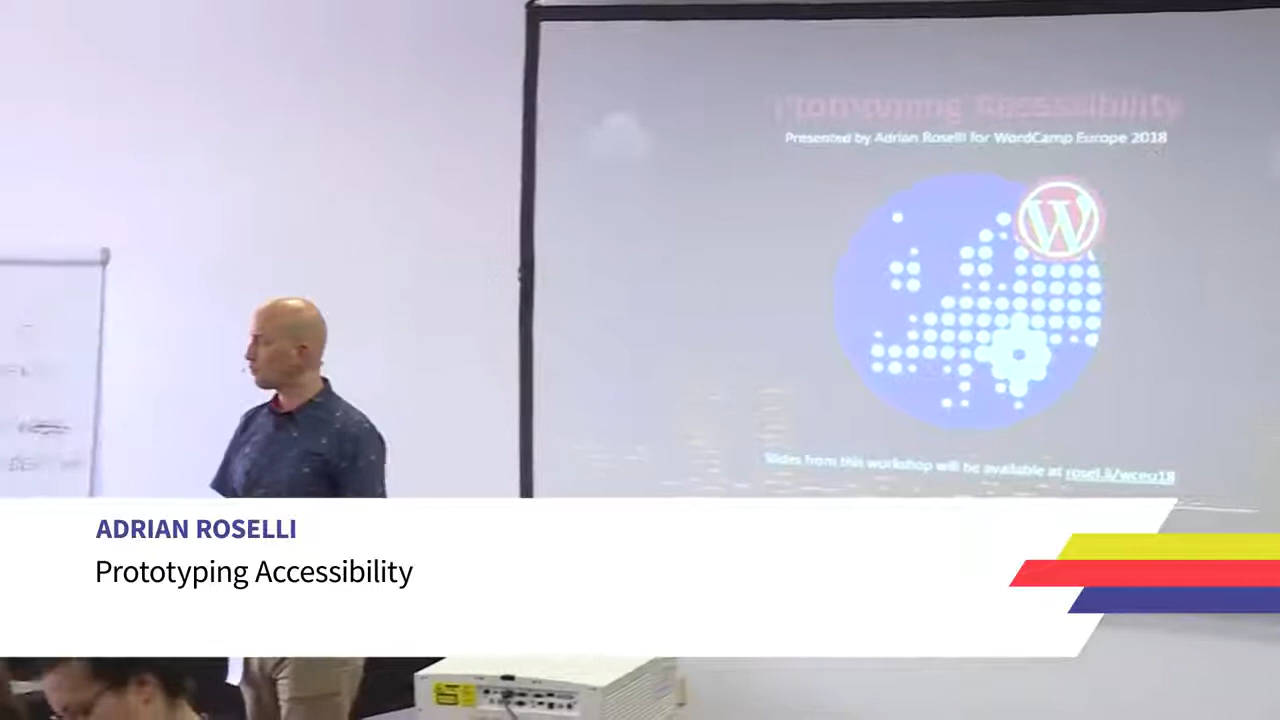 Prototyping Accessibility
Presented by Adrian Roselli for WordCamp Europe 2018
W
Slides from this workshop will be available at rosel.li/wceu18
ADRIAN ROSELLI
Prototyping Accessibility